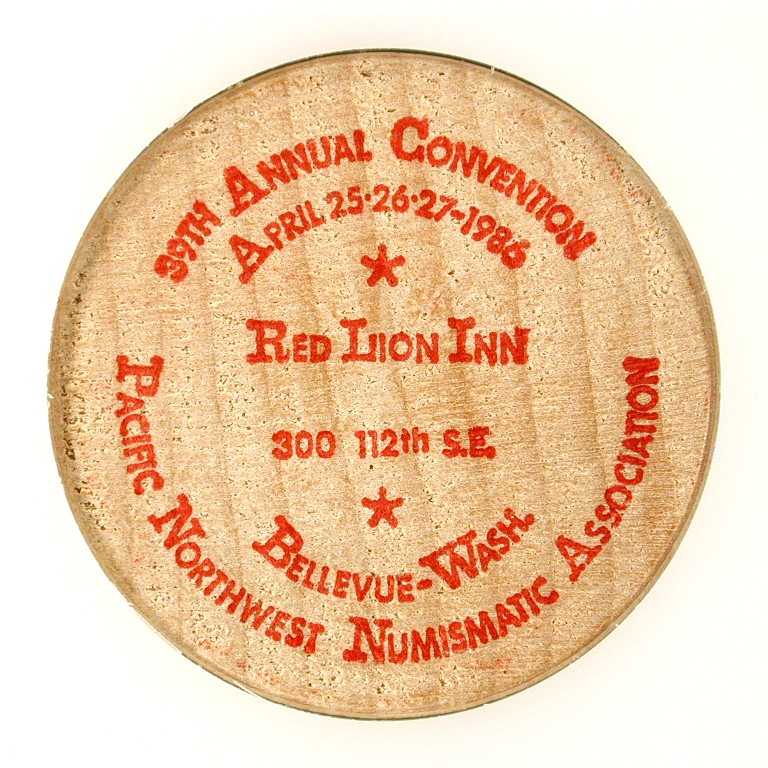 39TH ANNUAL CONVENTION
APRIL 25·26·27-1986
RED LION INN
300 112th S.E.
BELLEVUE-WASH.
PACIFIC NORTHWEST NUMISMATIC ASSOCIATION